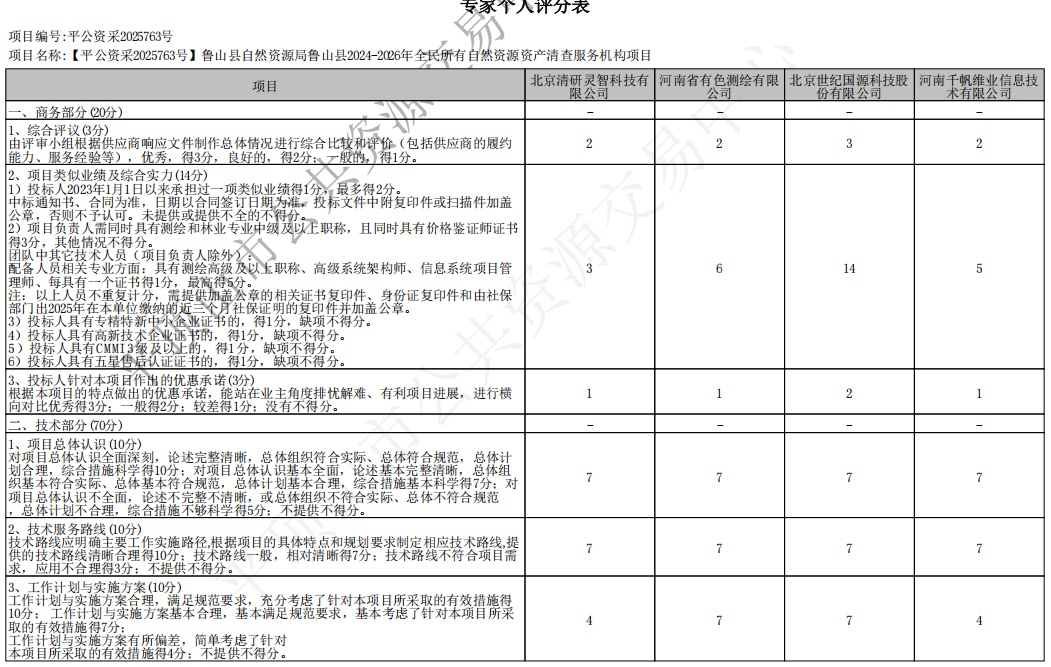 专家个人评分表
项目编号:平公资采2025763号
项目名称:【平公资采2025763号】鲁山县自然资源局鲁山县2024-2026年全民所有自然资源资产清查服务机构项目
项目
北京清研灵智科技有限公司
河南省有色测绘有限公司
北京世纪国源科技股份有限公司
河南千帆维业信息技术有限公司
一、商务部分(20分)
- - - -
1、综合评议(3分)
由评审小组根据供应商响应文件制作总体情况进行综合比较和评价（包括供应商的履约
能力、服务经验等），优秀，得3分，良好的，得2分；一般的，得1分。
2 2 3 2
2、项目类似业绩及综合实力(14分)
1）投标人2023年1月1日以来承担过一项类似业绩得1分，最多得2分。
中标通知书、合同为准，日期以合同签订日期为准，投标文件中附复印件或扫描件加盖
公章，否则不予认可。未提供或提供不全的不得分。
2）项目负责人需同时具有测绘和林业专业中级及以上职称，且同时具有价格鉴证师证书
得3分，其他情况不得分。
团队中其它技术人员（项目负责人除外）：
配备人员相关专业方面：具有测绘高级及以上职称、高级系统架构师、信息系统项目管
理师、每具有一个证书得1分，最高得5分。
注：以上人员不重复计分，需提供加盖公章的相关证书复印件、身份证复印件和由社保
部门出2025年在本单位缴纳的近三个月社保证明的复印件并加盖公章。
3）投标人具有专精特新中小企业证书的，得1分，缺项不得分。
4）投标人具有高新技术企业证书的，得1分，缺项不得分。
5）投标人具有CMMI3级及以上的，得1分，缺项不得分。
6）投标人具有五星售后认证证书的，得1分，缺项不得分。
3 6 14 5
3、投标人针对本项目作出的优惠承诺(3分)
根据本项目的特点做出的优惠承诺，能站在业主角度排忧解难、有利项目进展，进行横
向对比优秀得3分；一般得2分；较差得1分；没有不得分。
1 1 2 1
二、技术部分(70分)
- - - -
1、项目总体认识(10分)
对项目总体认识全面深刻，论述完整清晰，总体组织符合实际、总体符合规范，总体计
划合理，综合措施科学得10分；对项目总体认识基本全面，论述基本完整清晰，总体组
织基本符合实际、总体基本符合规范，总体计划基本合理，综合措施基本科学得7分；对
项目总体认识不全面，论述不完整不清晰，或总体组织不符合实际、总体不符合规范
，总体计划不合理，综合措施不够科学得5分；不提供不得分。
7 7 7 7
2、技术服务路线(10分)
技术路线应明确主要工作实施路径,根据项目的具体特点和规划要求制定相应技术路线,提
供的技术路线清晰合理得10分；技术路线一般，相对清晰得7分；技术路线不符合项目需
求，应用不合理得3分；不提供不得分。
7 7 7 7
3、工作计划与实施方案(10分)
工作计划与实施方案合理，满足规范要求，充分考虑了针对本项目所采取的有效措施得
10分； 工作计划与实施方案基本合理，基本满足规范要求，基本考虑了针对本项目所采
取的有效措施得7分；
工作计划与实施方案有所偏差，简单考虑了针对
本项目所采取的有效措施得4分；不提供不得分。
4 7 7 4
平顶山市公共资源交易中心
平顶山市公共资源交易中心